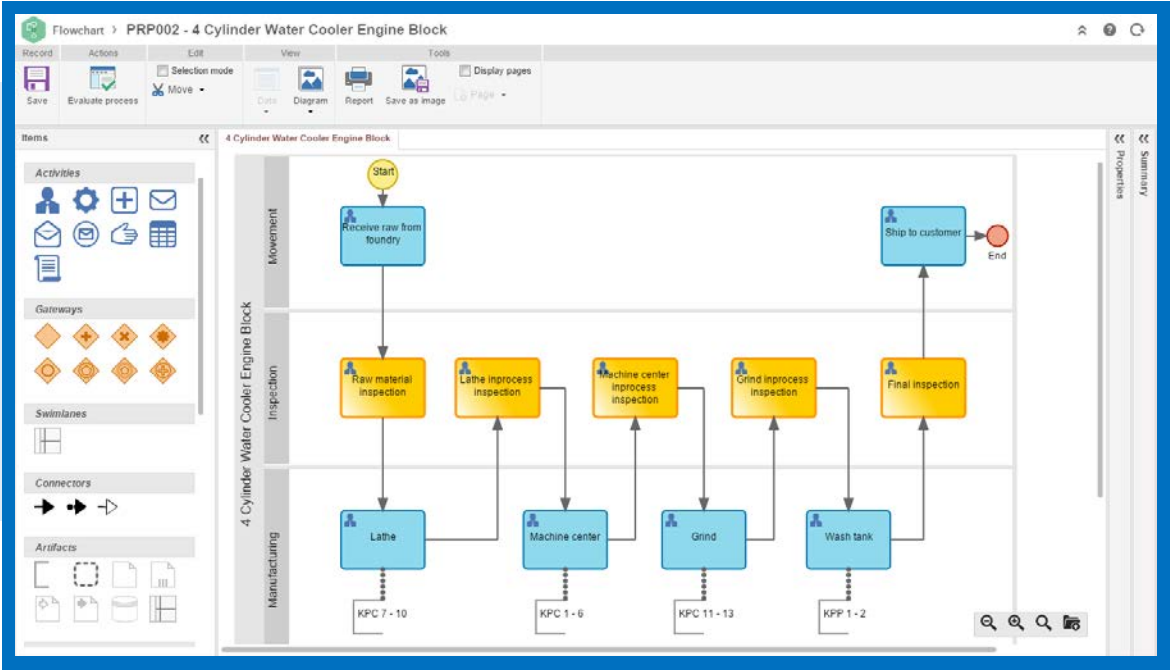 Flowchart > PRP002 - 4 Cylinder Water Cooler Engine Block
Record Actions Edit View Tools
Save
Evaluate process
Selection mode
Move
Data
Diagram
Report
Save as image
Display pages
Page
Items
4 Cylinder Water Cooler Engine Block
Properties
Summary
Activities
Gateways
Swimlanes
Connectors
Artifacts
4 Cylinder Water Cooler Engine Block
Movement
Start
Receive raw from
foundry
Ship to customer
End
Inspection
Raw material
inspection
Lathe inprocess
inspection
Machine center
inprocess
inspection
Grind inprocess
inspection
Final inspection
Manufacturing
Lathe
Machine center
Grind
Wash tank
KPC 7 - 10
KPC 1 - 6
KPC 11 - 13
KPP 1 - 2